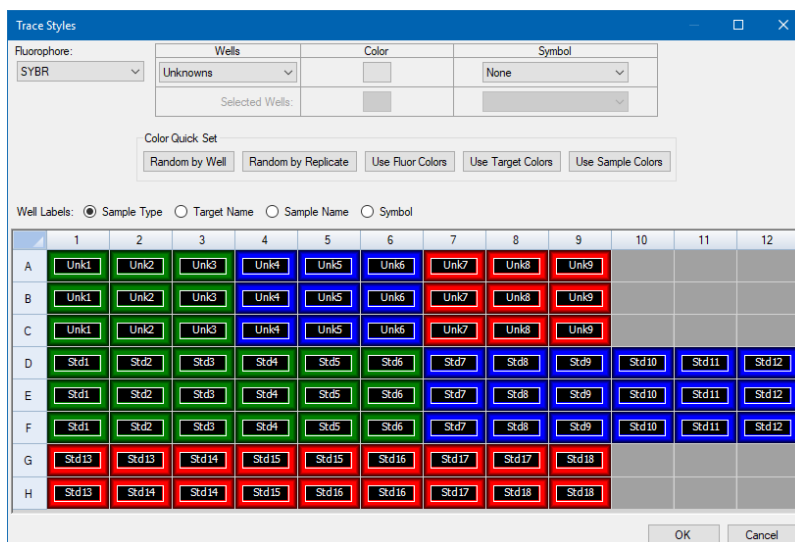 Trace Styles
Fluorophore: Wells Color Symbol
SYBR Unknowns None
Selected Wells:
Color Quick Set
Random by Well Random by Replicate Use Fluor Colors Use Target Colors Use Sample Colors
Well Labels: Sample Type Target Name Sample Name Symbol
1 2 3 4 5 6 7 8 9 10 11 12
A Unk1 Unk2 Unk3 Unk4 Unk5 Unk6 Unk7 Unk8 Unk9
B Unk1 Unk2 Unk3 Unk4 Unk5 Unk6 Unk7 Unk8 Unk9
C Unk1 Unk2 Unk3 Unk4 Unk5 Unk6 Unk7 Unk8 Unk9
D Std1 Std2 Std3 Std4 Std5 Std6 Std7 Std8 Std9 Std10 Std11 Std12
E Std1 Std2 Std3 Std4 Std5 Std6 Std7 Std8 Std9 Std10 Std11 Std12
F Std1 Std2 Std3 Std4 Std5 Std6 Std7 Std8 Std9 Std10 Std11 Std12
G Std13 Std13 Std14 Std15 Std15 Std16 Std17 Std17 Std18
H Std13 Std14 Std14 Std15 Std16 Std16 Std17 Std18 Std18
OK Cancel